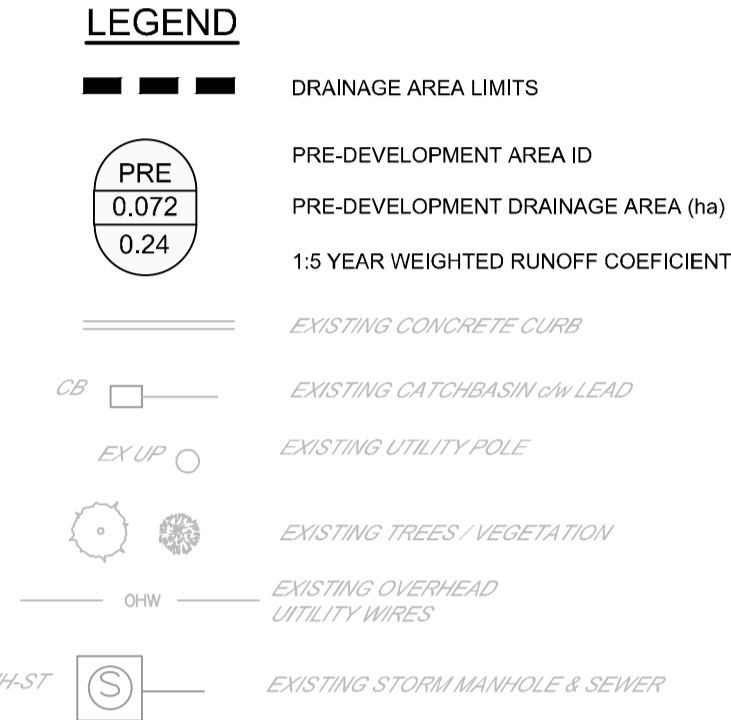 LEGEND
DRAINAGE AREA LIMITS
PRE
PRE-DEVELOPMENT AREA ID
0.072
PRE-DEVELOPMENT DRAINAGE AREA (ha)
0.24
1:5 YEAR WEIGHTED RUNOFF COEFICIENT
EXISTING CONCRETE CURB
CB
EXISTING CATCHBASIN c/w LEAD
EX UP
EXISTING UTILITY POLE
EXISTING TREES / VEGETATION
OHW
EXISTING OVERHEAD
UITILITY WIRES
H-ST
S
EXISTING STORM MANHOLE & SEWER